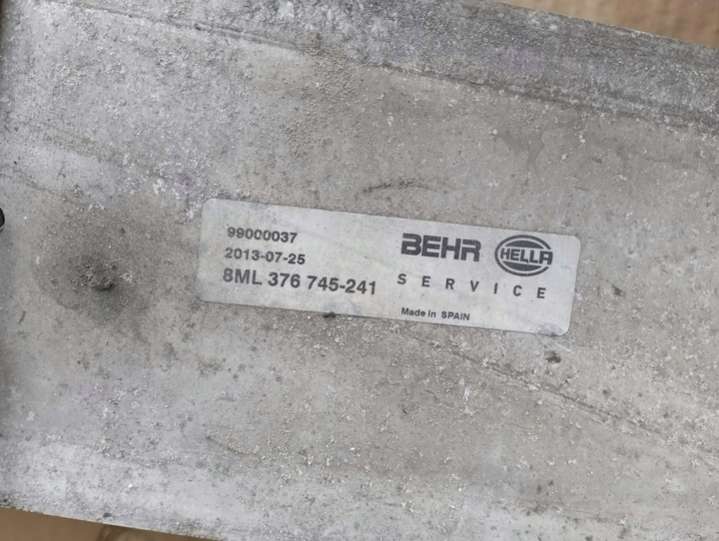 99000037
2013-07-25
8ML 376 745-241
BEHR HELLA
SERVICE
Made in SPAIN